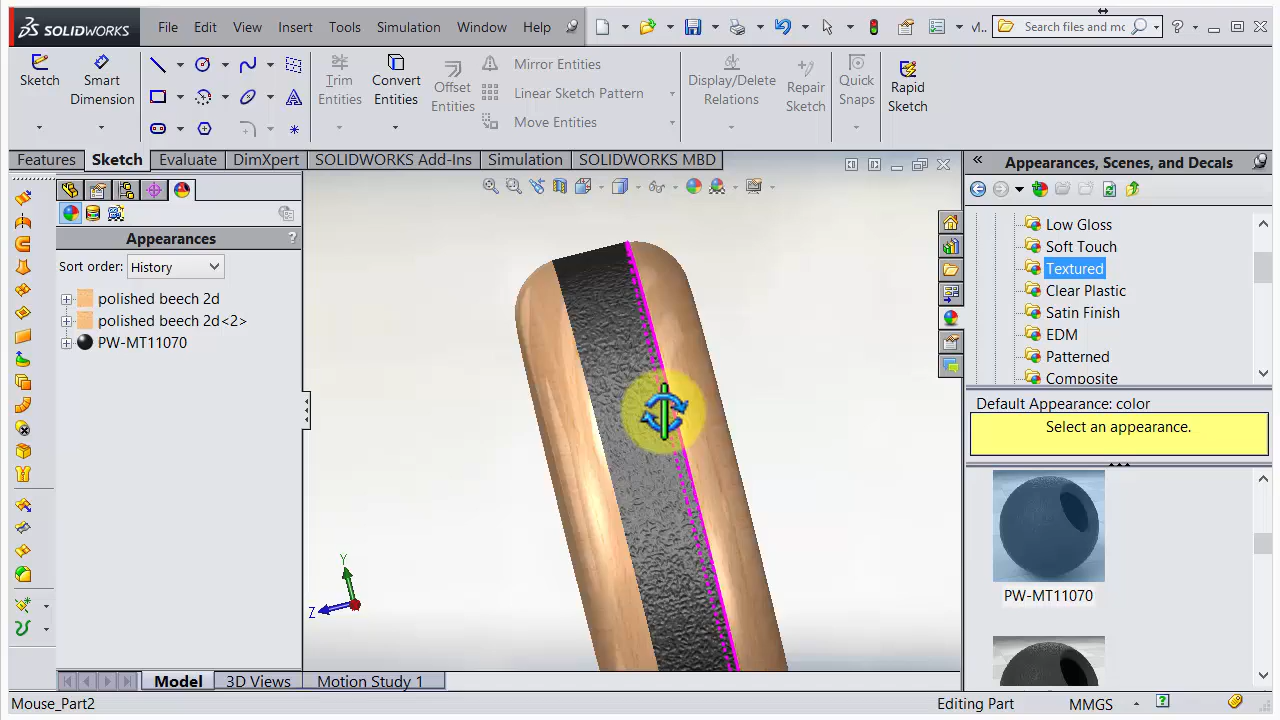 SOLIDWORKS File Edit View Insert Tools Simulation Window Help Search files and mc
Sketch Smart Dimension Trim Entities Convert Entities Offset Entities Mirror Entities Linear Sketch Pattern Move Entities Display/Delete Relations Repair Sketch Quick Snaps Rapid Sketch
Features Sketch Evaluate DimXpert SOLIDWORKS Add-Ins Simulation SOLIDWORKS MBD
Appearances, Scenes, and Decals
Appearances ?
Sort order: History
polished beech 2d
polished beech 2d<2>
PW-MT11070
Low Gloss
Soft Touch
Textured
Clear Plastic
Satin Finish
EDM
Patterned
Composite
Default Appearance: color
Select an appearance.
PW-MT11070
Y
Z
Model 3D Views Motion Study 1
Mouse_Part2 Editing Part MMGS